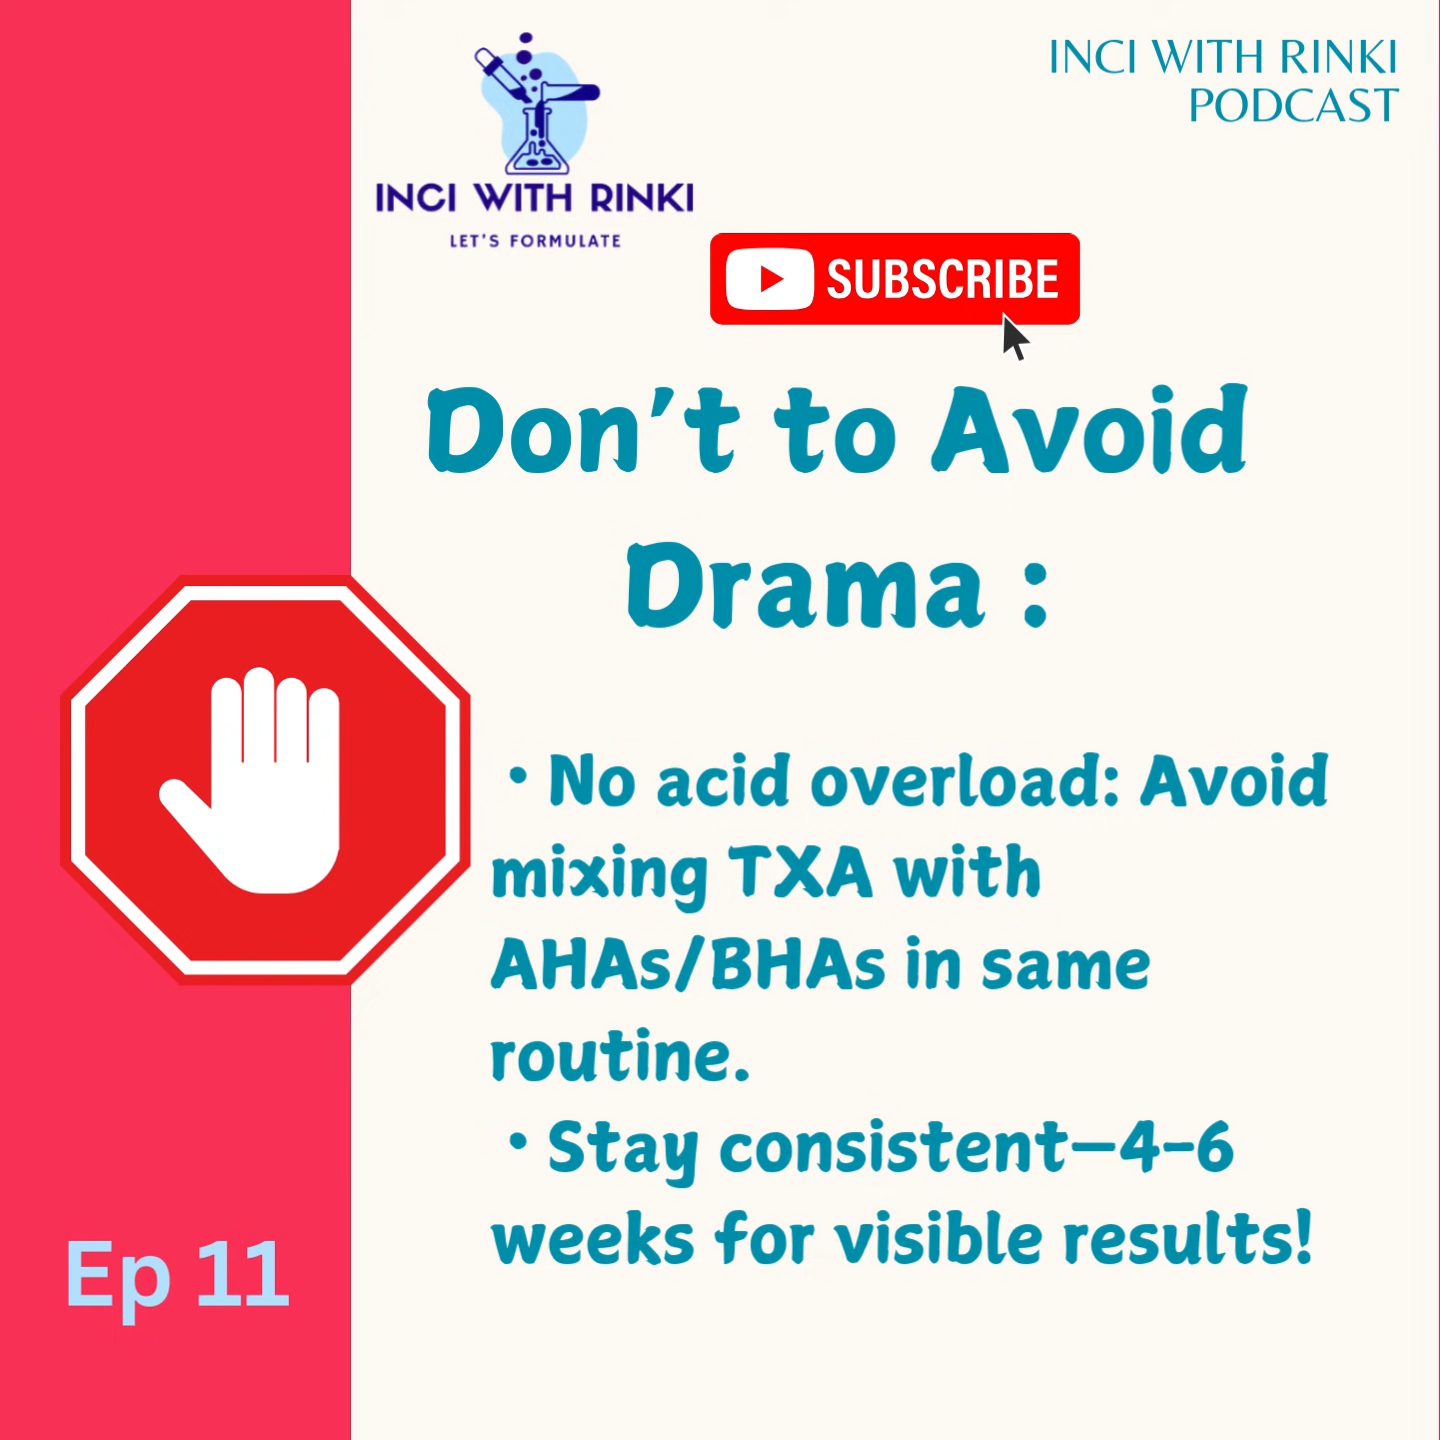 INCI WITH RINKI
PODCAST
INCI WITH RINKI
LET'S FORMULATE
SUBSCRIBE
Don't to Avoid
Drama :
• No acid overload: Avoid
mixing TXA with
AHAs/BHAs in same
routine.
• Stay consistent—4–6
weeks for visible results!
Ep 11